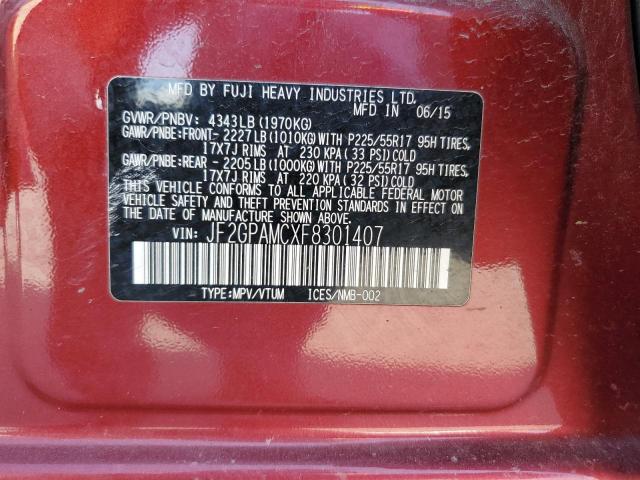 MFD BY FUJI HEAVY INDUSTRIES LTD.
MFD IN 06/15
GVWR/PNBV: 4343LB(1970KG)
GAWR/PNBE:FRONT- 2227LB(1010KG)WITH P225/55R17 95H TIRES,
17X7J RIMS AT 230 KPA(33 PSI)COLD
GAWR/PNBE:REAR - 2205LB(1000KG)WITH P225/55R17 95H TIRES,
17X7J RIMS AT 220 KPA(32 PSI)COLD
THIS VEHICLE CONFORMS TO ALL APPLICABLE FEDERAL MOTOR
VEHICLE SAFETY AND THEFT PREVENTION STANDARDS IN EFFECT ON
THE DATE OF MANUFACTURE SHOWN ABOVE.
VIN: JF2GPAMCXF8301407
TYPE:MPV/VTUM ICES/NMB-002